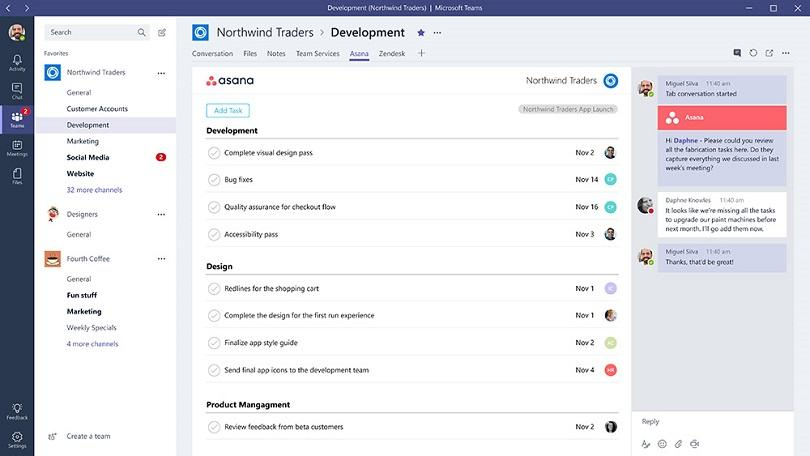 Development (Northwind Traders) | Microsoft Teams
Search
Activity
Chat
Teams
2
Meetings
Files
Feedback
Settings
Favorites
Northwind Traders
General
Customer Accounts
Development
Marketing
Social Media
2
Website
32 more channels
Designers
General
Fourth Coffee
General
Fun stuff
Marketing
Weekly Specials
4 more channels
Create a team
Northwind Traders > Development
Conversation Files Notes Team Services Asana Zendesk
asana
Northwind Traders
Add Task
Northwind Traders App Launch
Development
Complete visual design pass Nov 2
Bug fixes Nov 14 CP
Quality assurance for checkout flow Nov 16 CP
Accessibility pass Nov 3
Design
Redlines for the shopping cart Nov 1
Complete the design for the first run experience Nov 1
Finalize app style guide Nov 2
Send final app icons to the development team Nov 4 HR
Product Mangagment
Review feedback from beta customers Nov 2
Miguel Silva 11:40 am
Tab conversation started
Asana
Hi Daphne - Please could you review
all the fabrication tasks here. Do they
capture everything we discussed in last
week's meeting?
Daphne Knowles 11:40 am
It looks like we're missing all the tasks
to upgrade our paint machines before
next month. I'll go add them now.
Miguel Silva 11:40 am
Thanks, that'd be great!
Reply